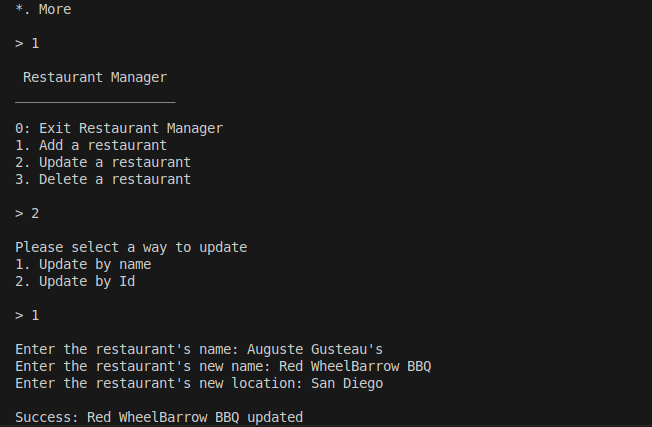 *. More
> 1
Restaurant Manager
____________________
0: Exit Restaurant Manager
1. Add a restaurant
2. Update a restaurant
3. Delete a restaurant
> 2
Please select a way to update
1. Update by name
2. Update by Id
> 1
Enter the restaurant's name: Auguste Gusteau's
Enter the restaurant's new name: Red WheelBarrow BBQ
Enter the restaurant's new location: San Diego
Success: Red WheelBarrow BBQ updated